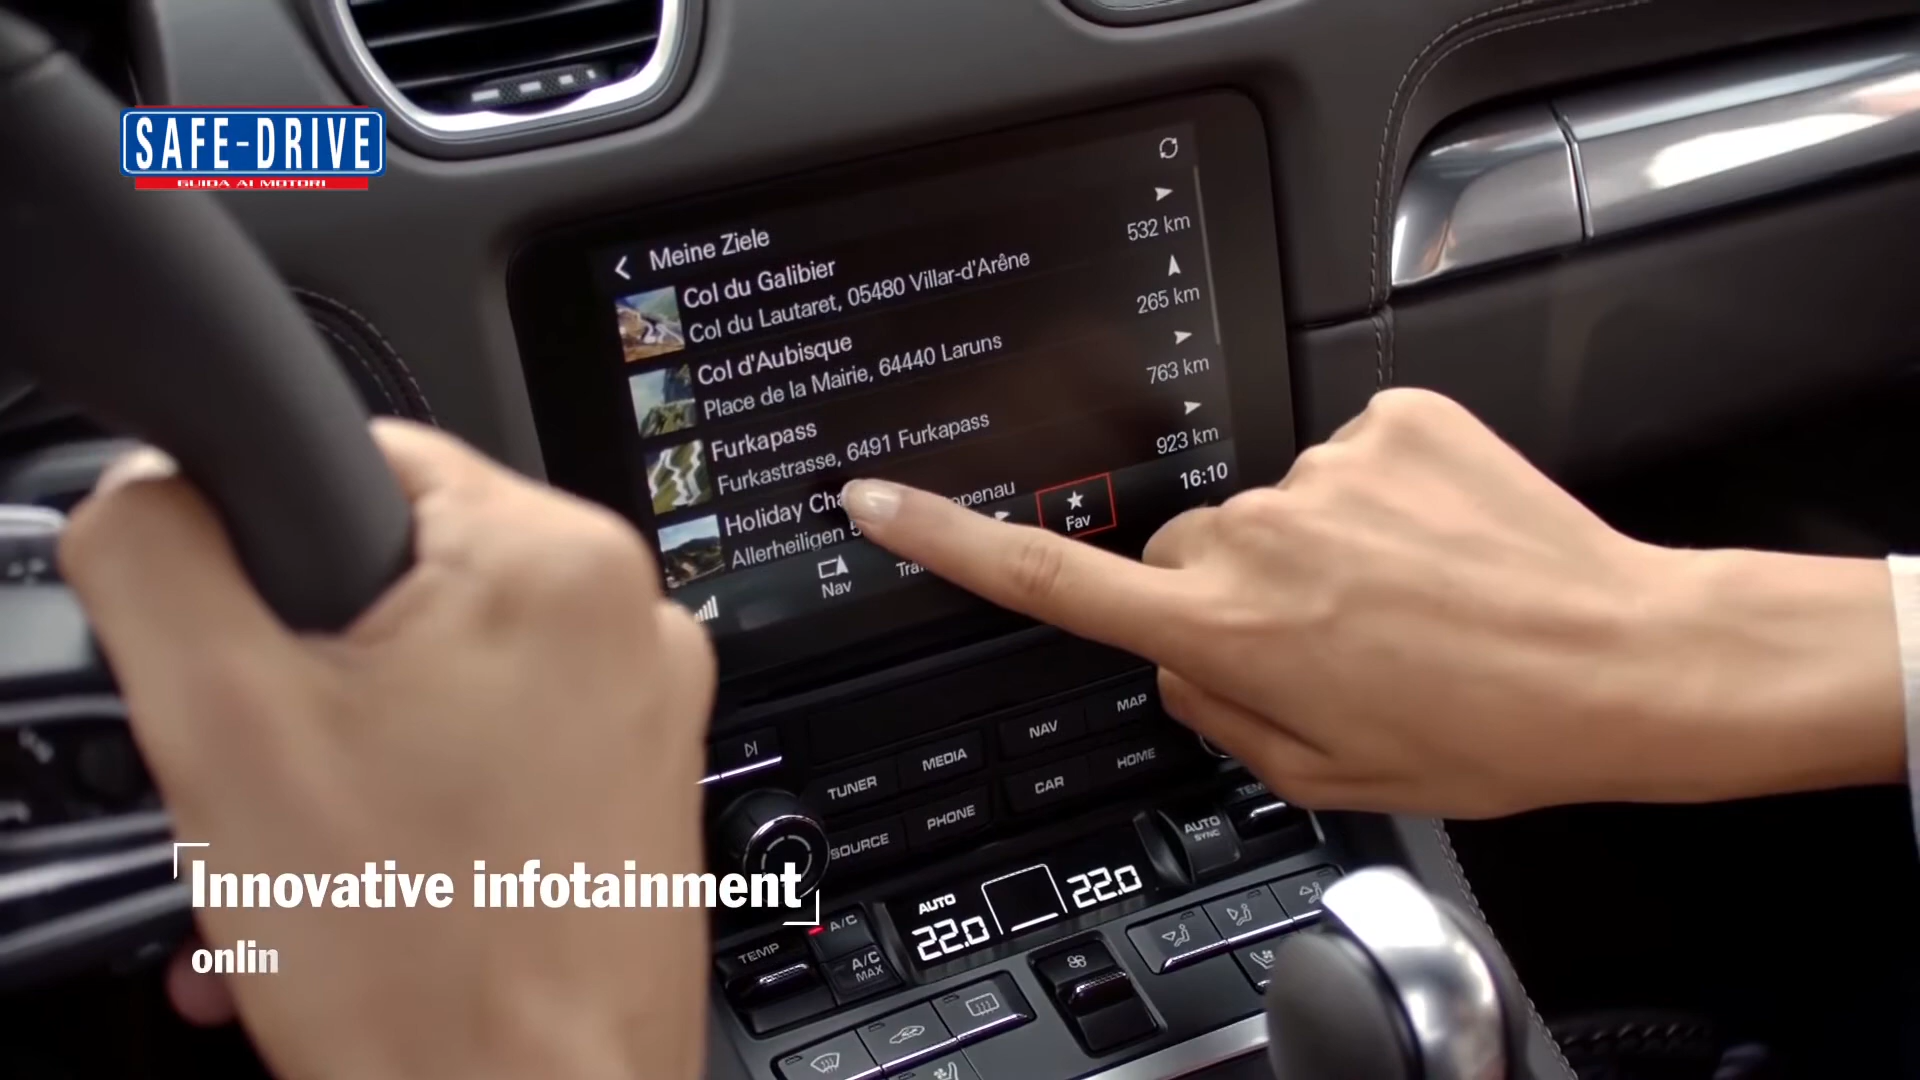 SAFE-DRIVE
GUIDA AI MOTORI
Meine Ziele
Col du Galibier
532 km
Col du Lautaret, 05480 Villar-d'Arêne
Col d'Aubisque
265 km
Place de la Mairie, 64440 Laruns
Furkapass
763 km
Furkastrasse, 6491 Furkapass
Holiday
923 km
Allerheiligen
Nav
Fav
16:10
TUNER
MEDIA
NAV
MAP
SOURCE
PHONE
CAR
HOME
AUTO
SYNC
AUTO
22.0
22.0
TEMP
A/C
A/C
MAX
Innovative infotainment
onlin